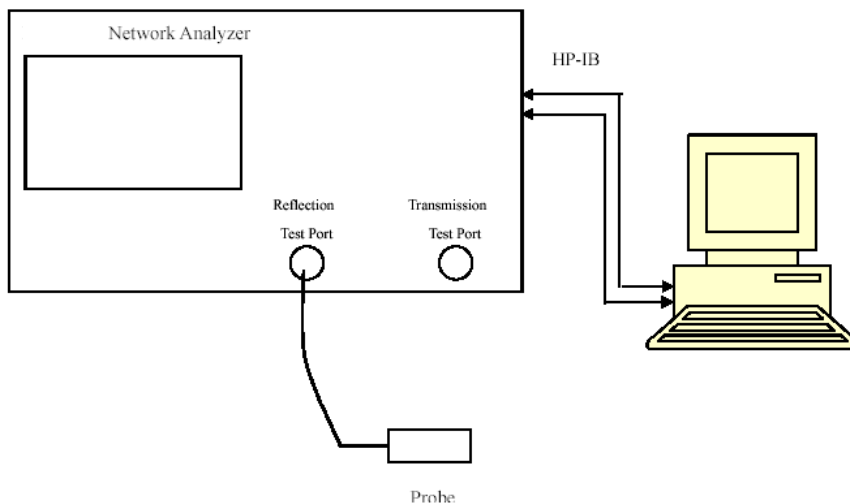 Network Analyzer
HP-IB
Reflection
Test Port
Transmission
Test Port
Probe